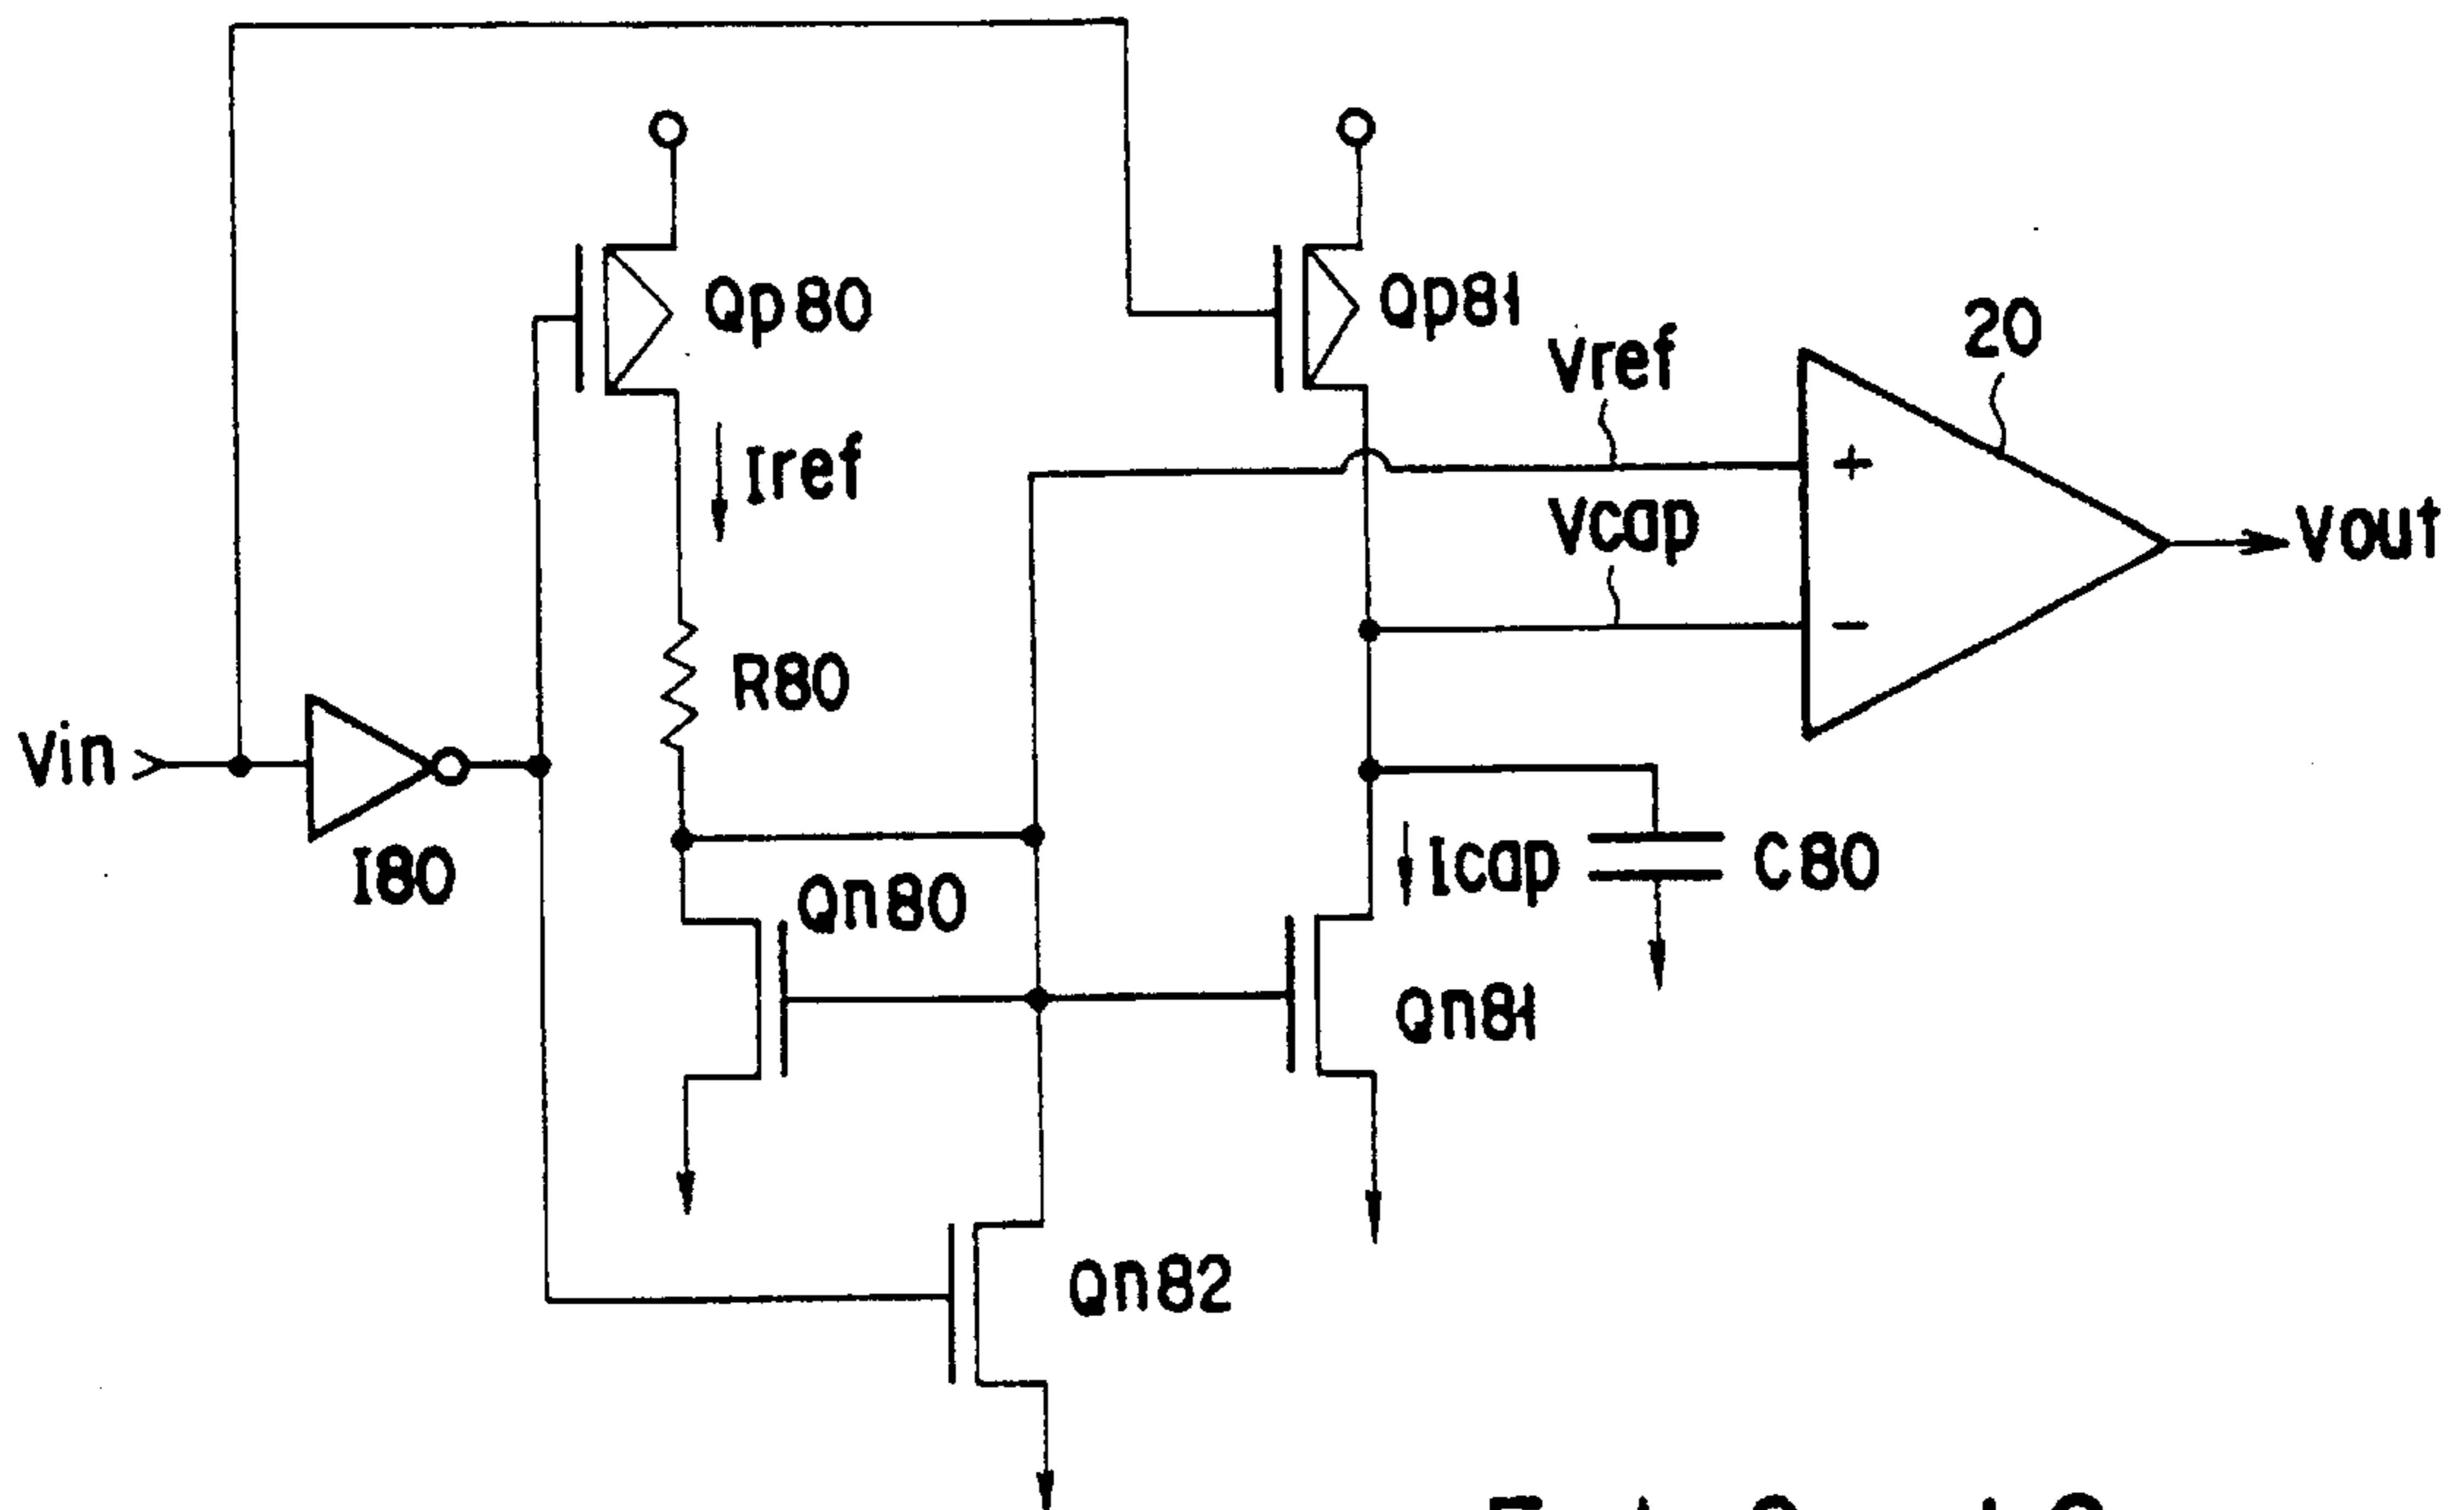 Qp80
Qp81
20
Vref
Iref
Vcap
Vout
R80
Vin
I80
Icap
C80
Qn80
Qn81
Qn82
+
−